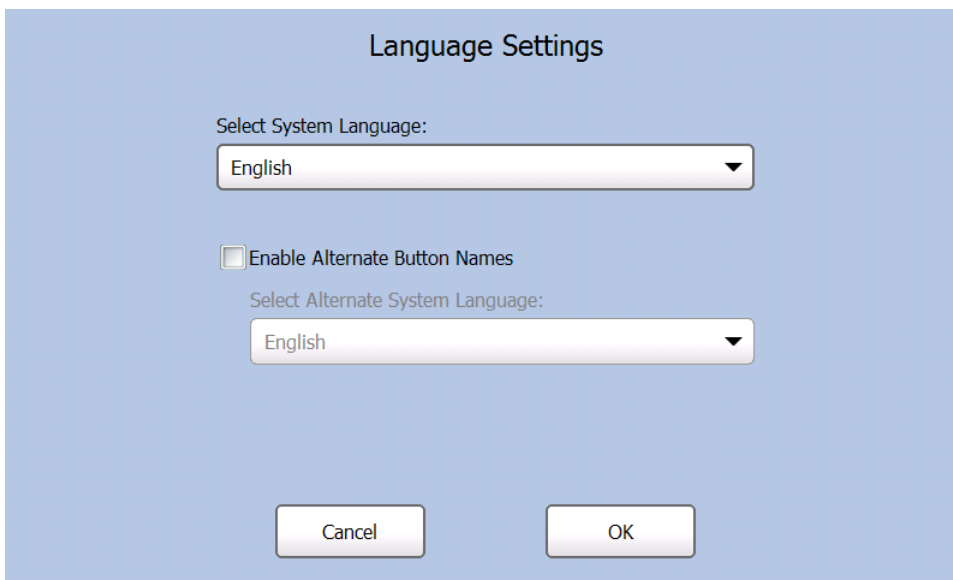 Language Settings
Select System Language:
English
Enable Alternate Button Names
Select Alternate System Language:
English
Cancel OK